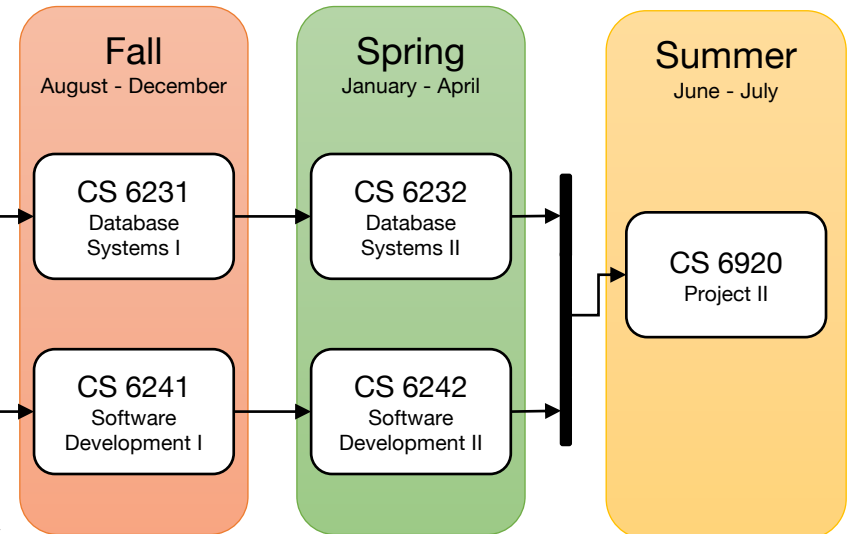 Fall
August - December
CS 6231
Database
Systems I
CS 6241
Software
Development I
Spring
January - April
CS 6232
Database
Systems II
CS 6242
Software
Development II
Summer
June - July
CS 6920
Project II